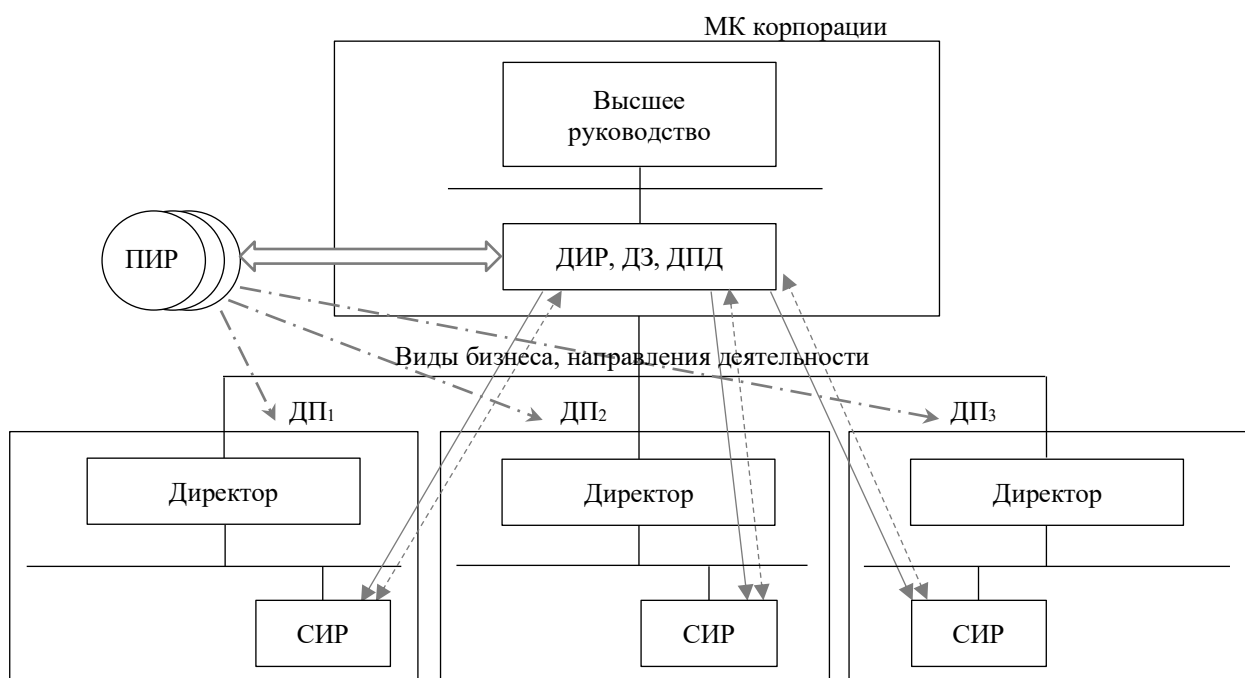 МК корпорации
Высшее
руководство
ПИР
ДИР, ДЗ, ДПД
Виды бизнеса, направления деятельности
ДП₁
ДП₂
ДП₃
Директор
Директор
Директор
СИР
СИР
СИР